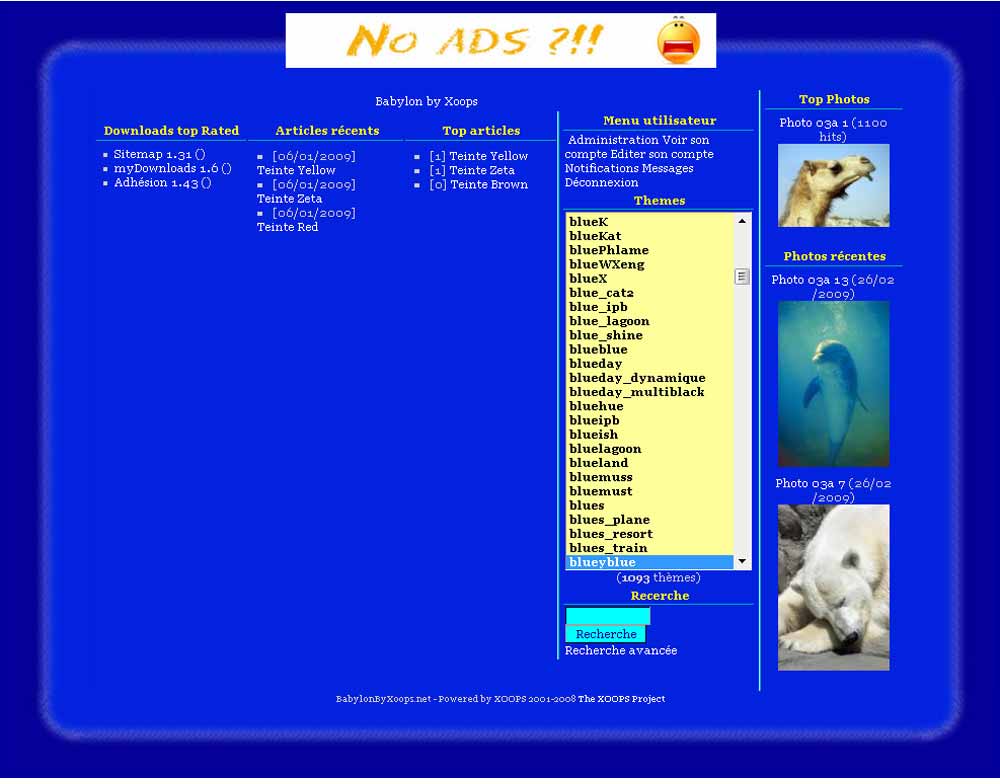 No ADS ?!!
Babylon by Xoops
Downloads top Rated
Sitemap 1.31 ()
myDownloads 1.6 ()
Adhésion 1.43 ()
Articles récents
[06/01/2009]
Teinte Yellow
[06/01/2009]
Teinte Zeta
[06/01/2009]
Teinte Red
Top articles
[1] Teinte Yellow
[1] Teinte Zeta
[0] Teinte Brown
Menu utilisateur
Administration Voir son
compte Editer son compte
Notifications Messages
Déconnexion
Themes
blueK
blueKat
bluePhlame
blueWXeng
blueX
blue_cat2
blue_ipb
blue_lagoon
blue_shine
blueblue
blueday
blueday_dynamique
blueday_multiblack
bluehue
blueipb
blueish
bluelagoon
blueland
bluemuss
bluemust
blues
blues_plane
blues_resort
blues_train
blueyblue
(1093 thèmes)
Recerche
Recherche
Recherche avancée
Top Photos
Photo 03a 1 (1100
hits)
Photos récentes
Photo 03a 13 (26/02
/2009)
Photo 03a 7 (26/02
/2009)
BabylonByXoops.net - Powered by XOOPS 2001-2008 The XOOPS Project